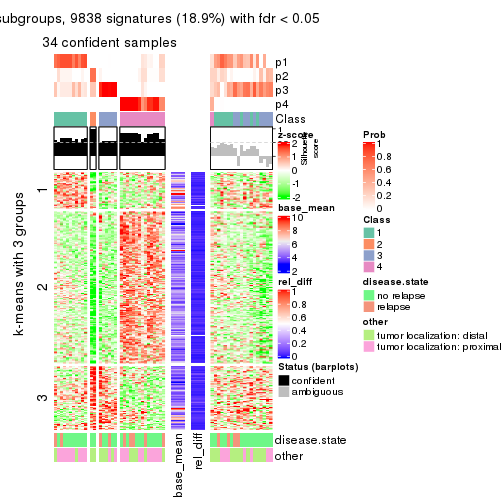 subgroups, 9838 signatures (18.9%) with fdr < 0.05
34 confident samples
p1
p2
p3
p4
Class
1
Silhouette
score
k-means with 3 groups
1
2
3
z-score
2
1
0
-1
-2
base_mean
10
8
6
4
2
rel_diff
1
0.8
0.6
0.4
0.2
0
Status (barplots)
confident
ambiguous
Prob
1
0.8
0.6
0.4
0.2
0
Class
1
2
3
4
disease.state
no relapse
relapse
other
tumor localization: distal
tumor localization: proximal
disease.state
other
base_mean
rel_diff